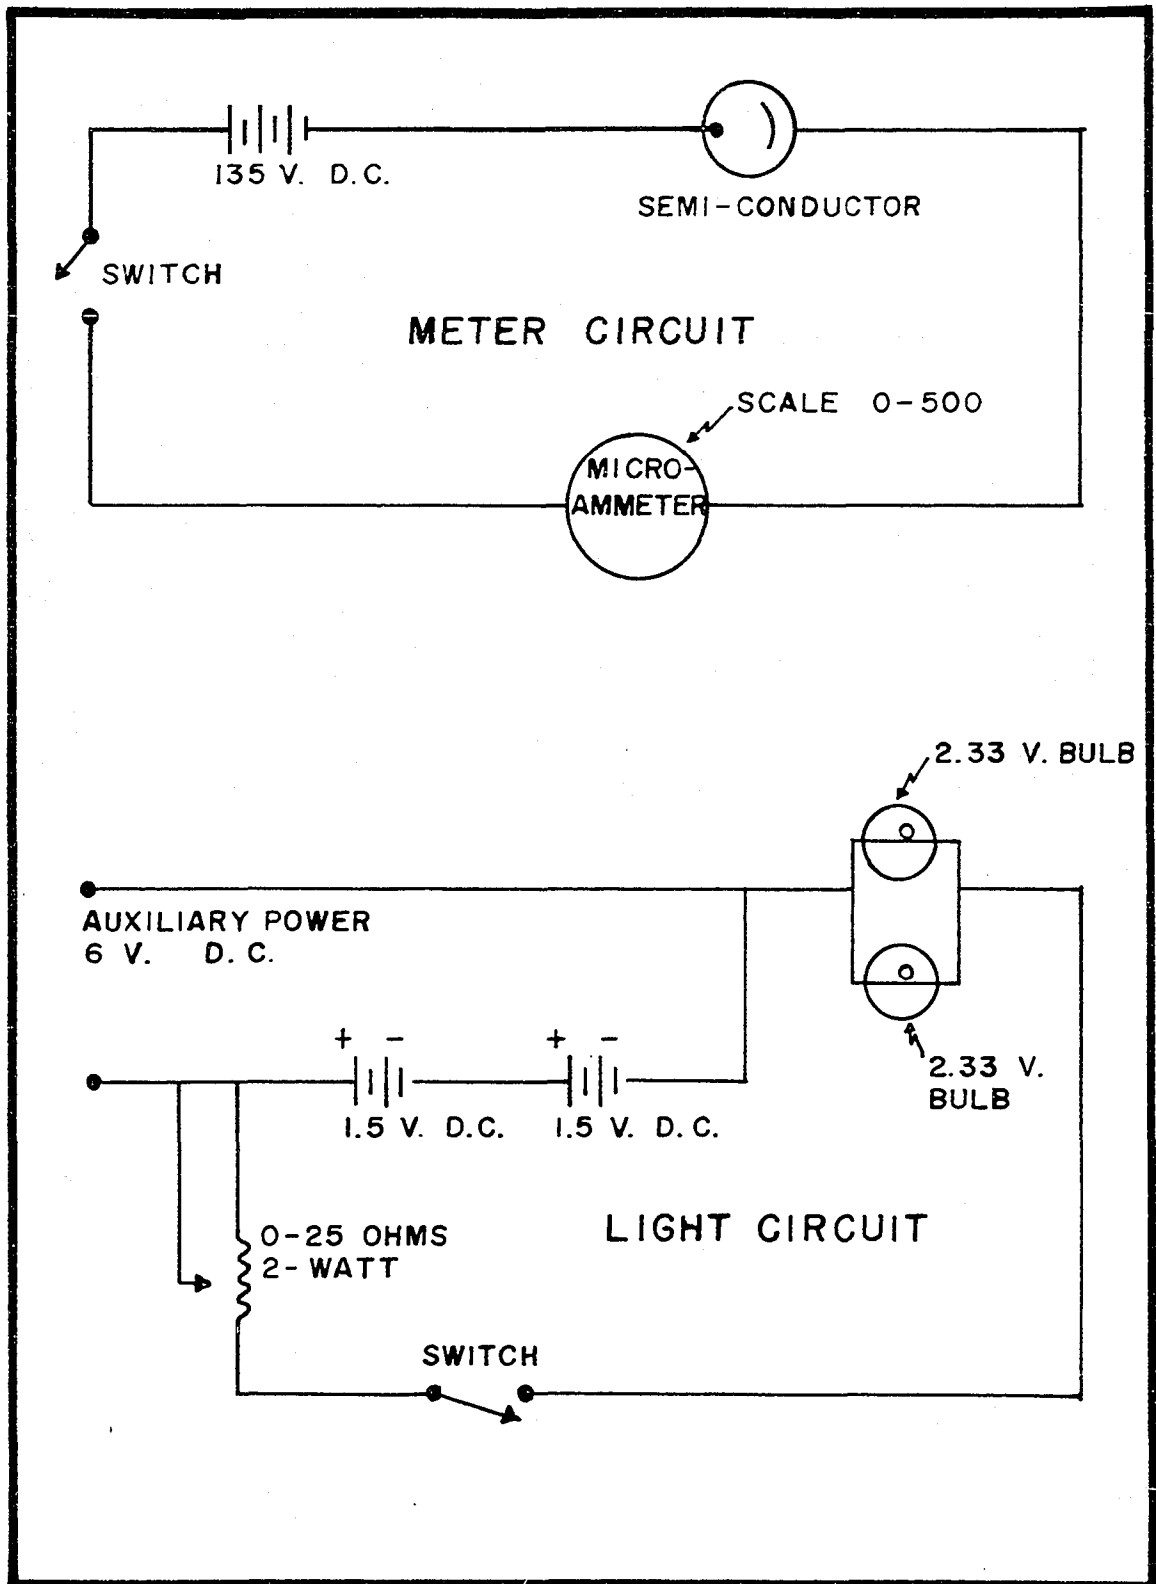 135 V. D.C.
SEMI-CONDUCTOR
SWITCH
METER CIRCUIT
SCALE 0-500
MICRO-
AMMETER
2.33 V. BULB
AUXILIARY POWER
6 V. D.C.
+ - + -
2.33 V.
BULB
1.5 V. D.C. 1.5 V. D.C.
0-25 OHMS
2-WATT
LIGHT CIRCUIT
SWITCH